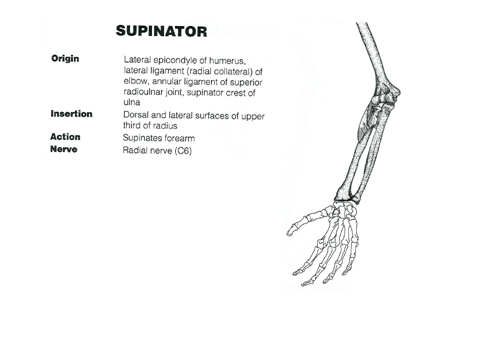 SUPINATOR
Origin Lateral epicondyle of humerus,
lateral ligament (radial collateral) of
elbow, annular ligament of superior
radioulnar joint, supinator crest of
ulna
Insertion Dorsal and lateral surfaces of upper
third of radius
Action Supinates forearm
Nerve Radial nerve (C6)